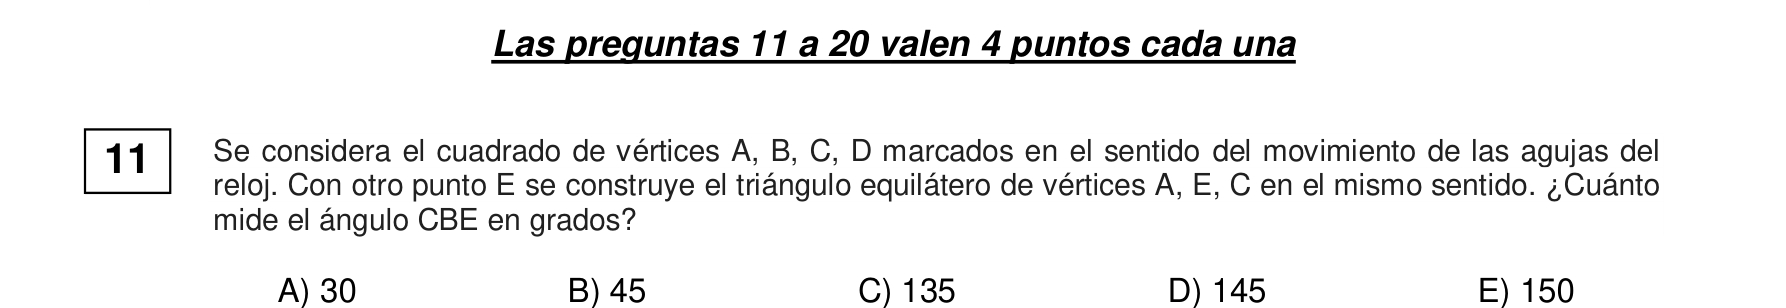 Las preguntas 11 a 20 valen 4 puntos cada una
11 Se considera el cuadrado de vértices A, B, C, D marcados en el sentido del movimiento de las agujas del
reloj. Con otro punto E se construye el triángulo equilátero de vértices A, E, C en el mismo sentido. ¿Cuánto
mide el ángulo CBE en grados?
A) 30 B) 45 C) 135 D) 145 E) 150